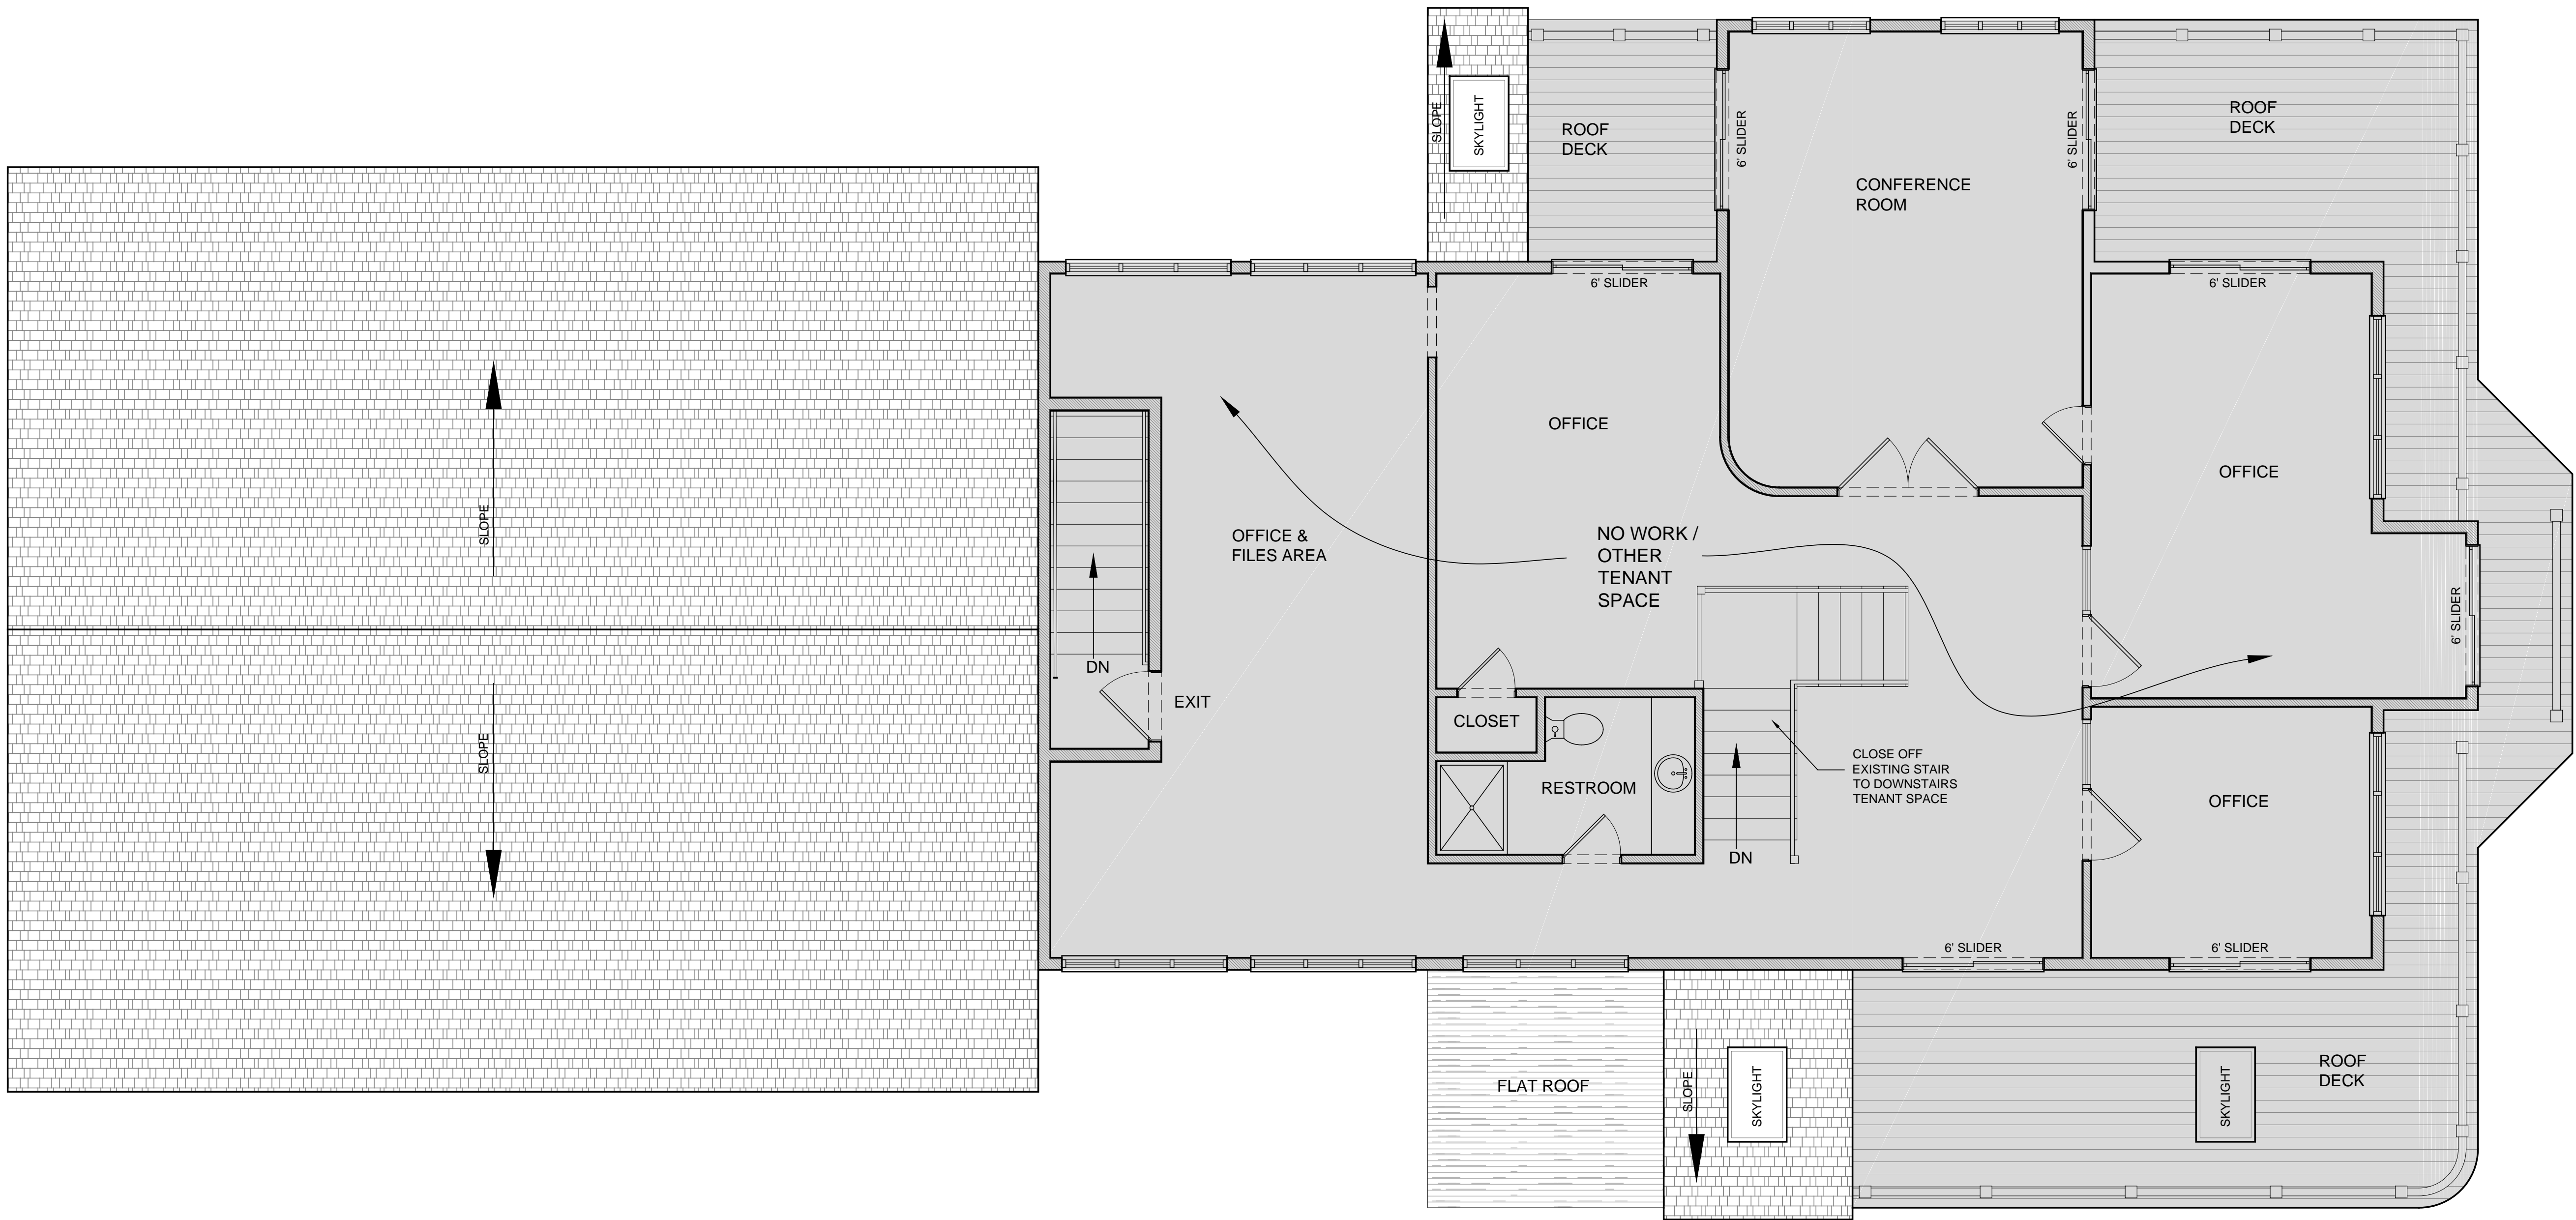 SLOPE
SKYLIGHT
ROOF
DECK
6' SLIDER
6' SLIDER
ROOF
DECK
CONFERENCE
ROOM
6' SLIDER
6' SLIDER
OFFICE
OFFICE
SLOPE
OFFICE &
FILES AREA
NO WORK /
OTHER
TENANT
SPACE
6' SLIDER
DN
EXIT
CLOSET
SLOPE
RESTROOM
CLOSE OFF
EXISTING STAIR
TO DOWNSTAIRS
TENANT SPACE
OFFICE
DN
6' SLIDER
6' SLIDER
FLAT ROOF
SLOPE
SKYLIGHT
SKYLIGHT
ROOF
DECK